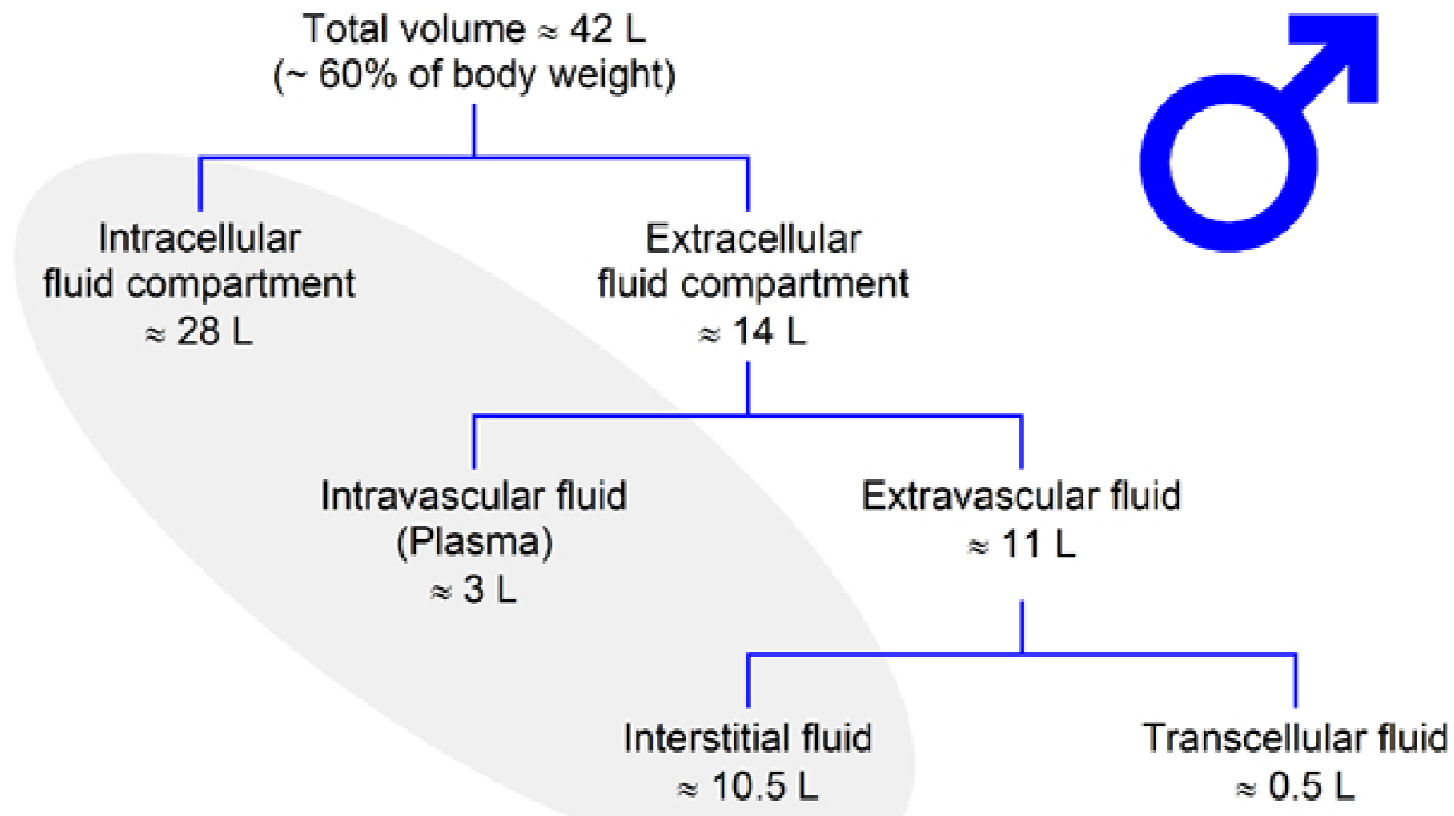 Total volume ≈ 42 L
(~ 60% of body weight)
Intracellular
fluid compartment
≈ 28 L
Extracellular
fluid compartment
≈ 14 L
Intravascular fluid
(Plasma)
≈ 3 L
Extravascular fluid
≈ 11 L
Interstitial fluid
≈ 10.5 L
Transcellular fluid
≈ 0.5 L